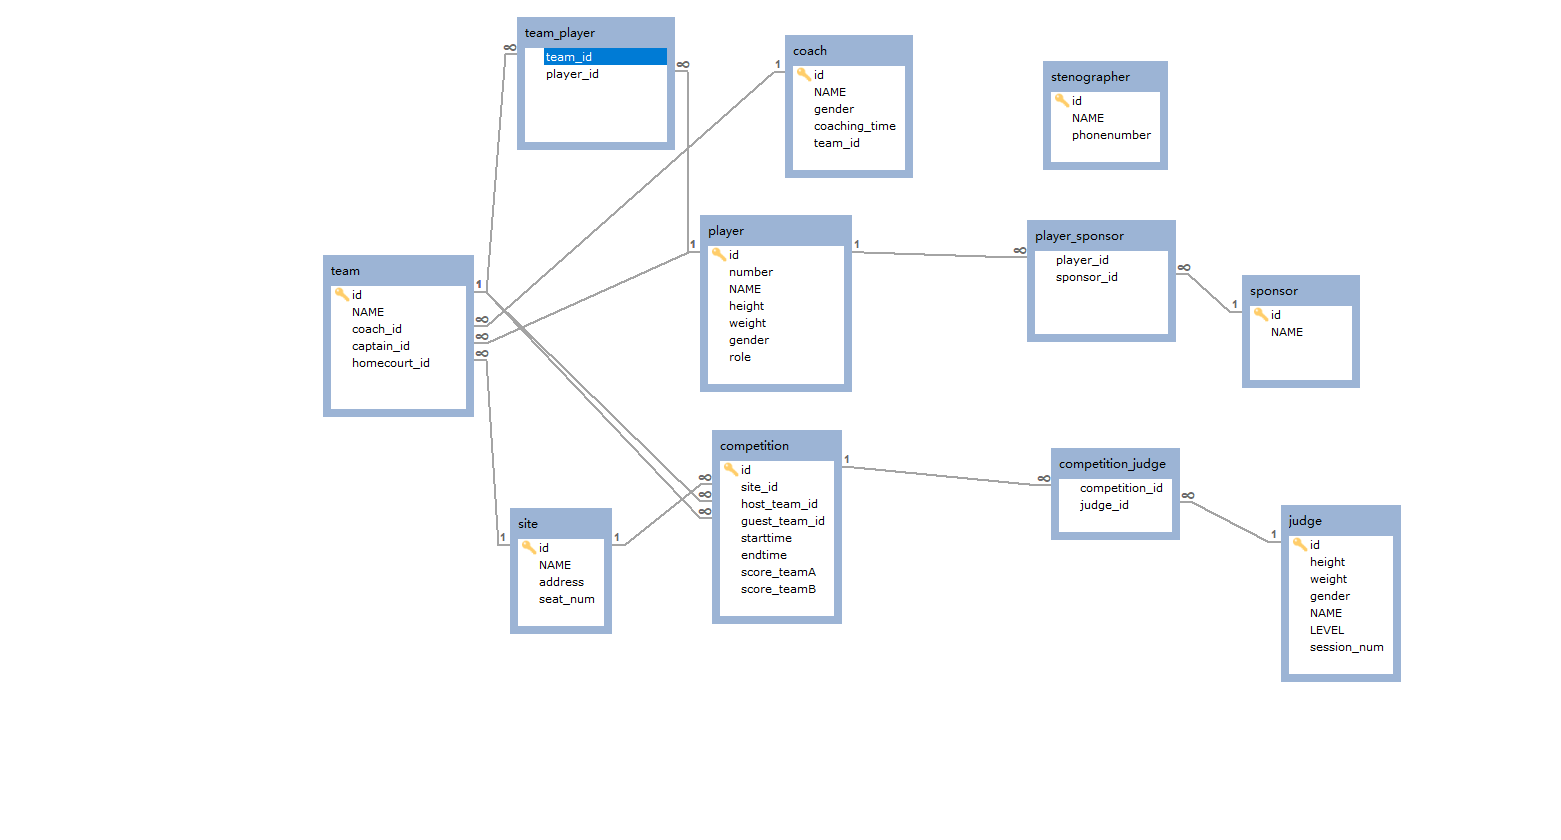 team_player
team_id
player_id
coach
id
NAME
gender
coaching_time
team_id
stenographer
id
NAME
phonenumber
team
id
NAME
coach_id
captain_id
homecourt_id
player
id
number
NAME
height
weight
gender
role
player_sponsor
player_id
sponsor_id
sponsor
id
NAME
site
id
NAME
address
seat_num
competition
id
site_id
host_team_id
guest_team_id
starttime
endtime
score_teamA
score_teamB
competition_judge
competition_id
judge_id
judge
id
height
weight
gender
NAME
LEVEL
session_num
1
1
1
1
1
1
1
1
1
∞
∞
∞
∞
∞
∞
∞
∞
∞
∞
∞
∞